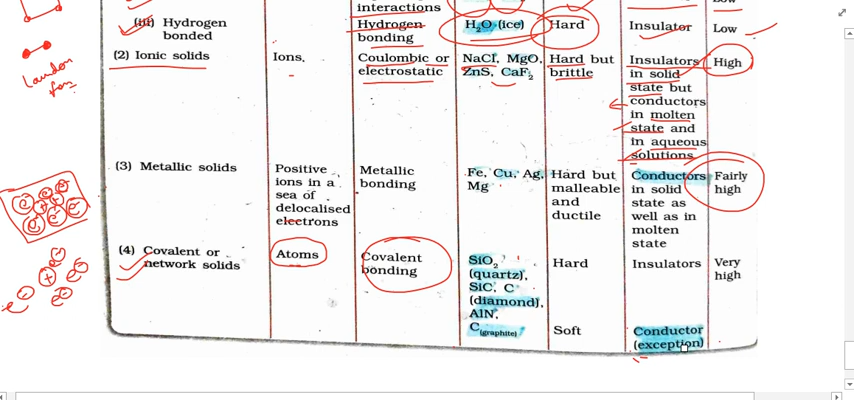 interactions
(iii) Hydrogen bonded
Hydrogen bonding
H₂O (ice)
Hard
Insulator
Low
(2) Ionic solids
Ions.
Coulombic or electrostatic
NaCl, MgO, ZnS, CaF₂
Hard but brittle
Insulators in solid state but conductors in molten state and in aqueous solutions
High
(3) Metallic solids
Positive ions in a sea of delocalised electrons
Metallic bonding
Fe, Cu, Ag, Mg
Hard but malleable and ductile
Conductors in solid state as well as in molten state
Fairly high
(4) Covalent or network solids
Atoms
Covalent bonding
SiO₂ (quartz), SiC, C (diamond), AlN,
C(graphite)
Hard
Soft
Insulators
Conductor (exception)
Very high